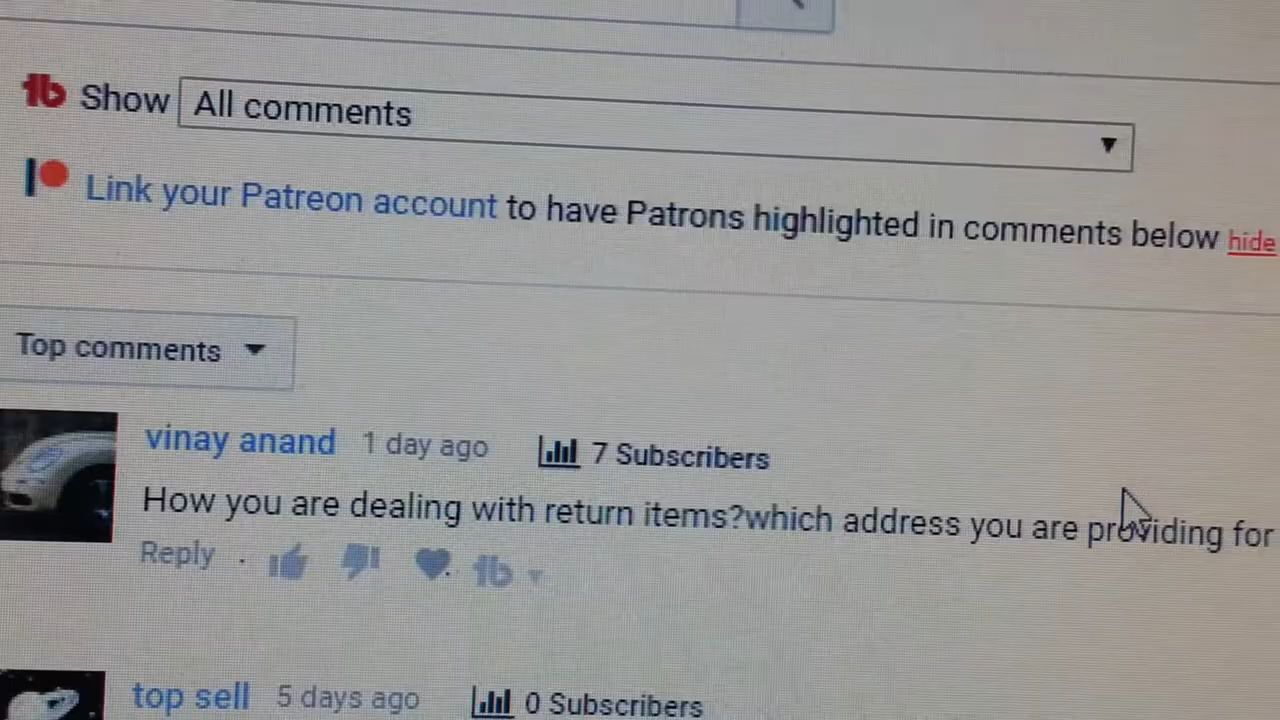 tb Show All comments
Link your Patreon account to have Patrons highlighted in comments below hide
Top comments
vinay anand 1 day ago 7 Subscribers
How you are dealing with return items?which address you are providing for
Reply . tb
top sell 5 days ago 0 Subscribers